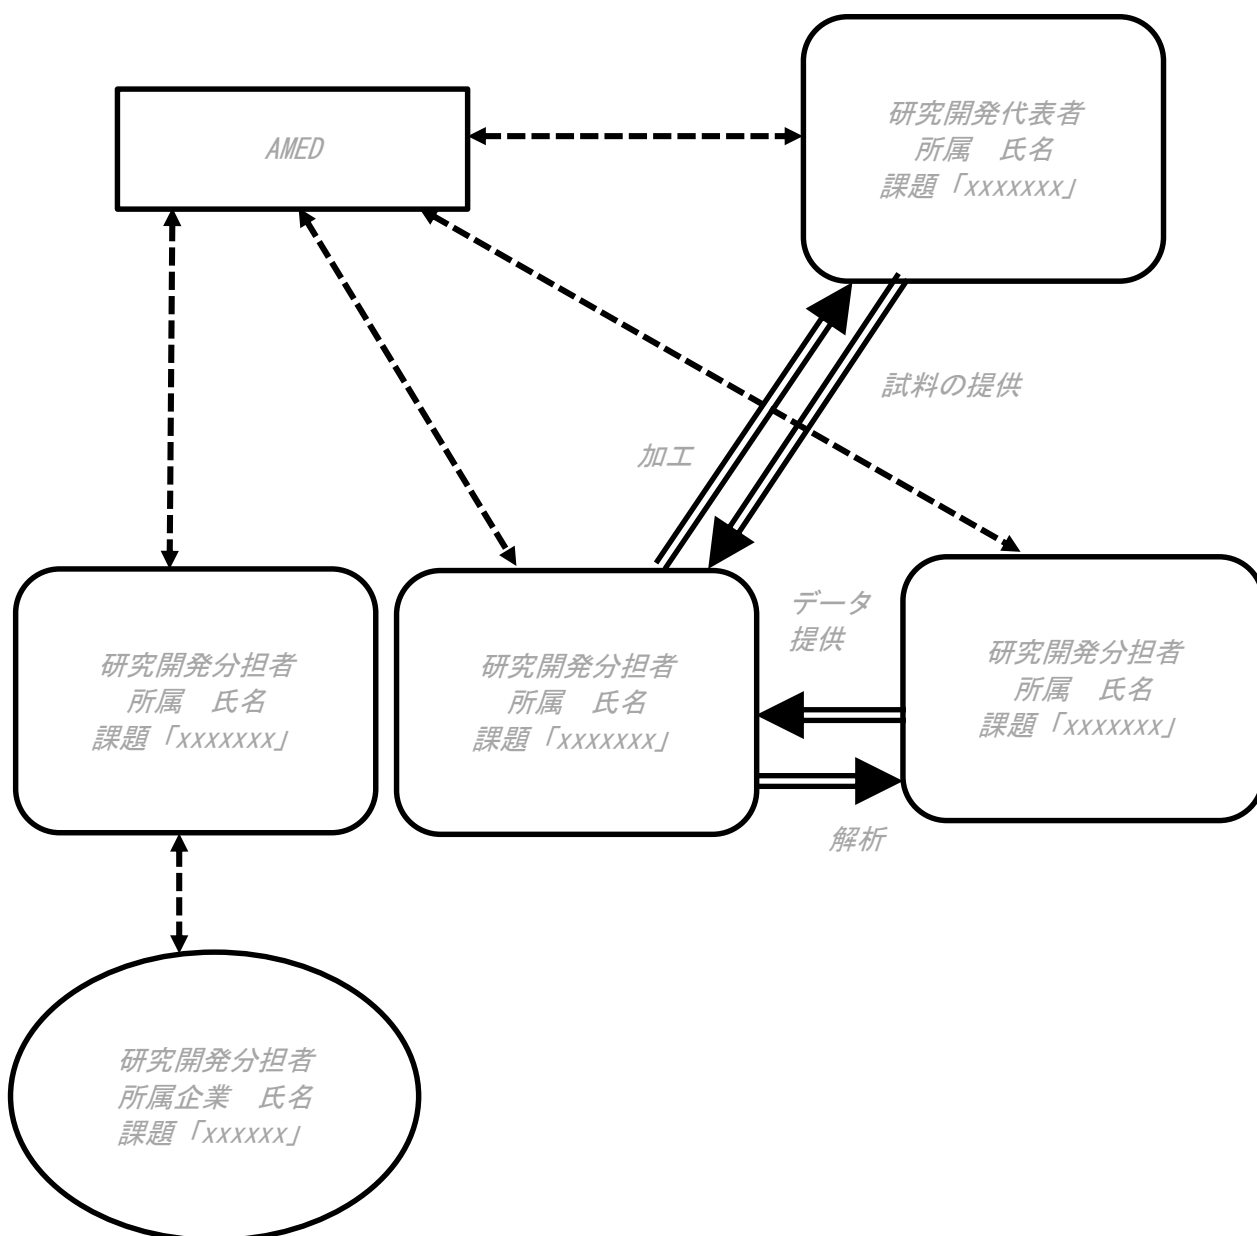 AMED
研究開発代表者
所属　氏名
課題「xxxxxxx」
試料の提供
加工
データ
提供
研究開発分担者
所属　氏名
課題「xxxxxxx」
研究開発分担者
所属　氏名
課題「xxxxxxx」
研究開発分担者
所属　氏名
課題「xxxxxxx」
解析
研究開発分担者
所属企業　氏名
課題「xxxxxx」